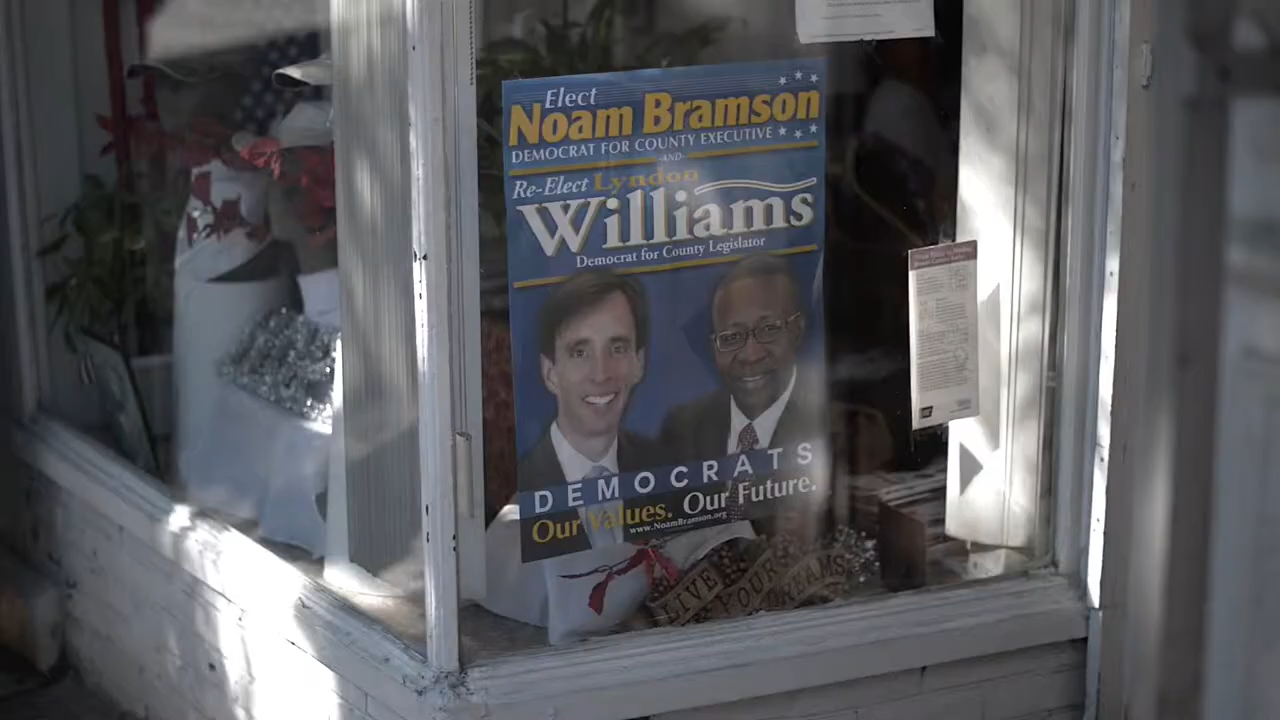 Elect
Noam Bramson
DEMOCRAT FOR COUNTY EXECUTIVE
-AND-
Re-Elect Lyndon
Williams
Democrat for County Legislator
DEMOCRATS
Our Values. Our Future.
www.NoamBramson.org
LIVE
YOUR
DREAMS